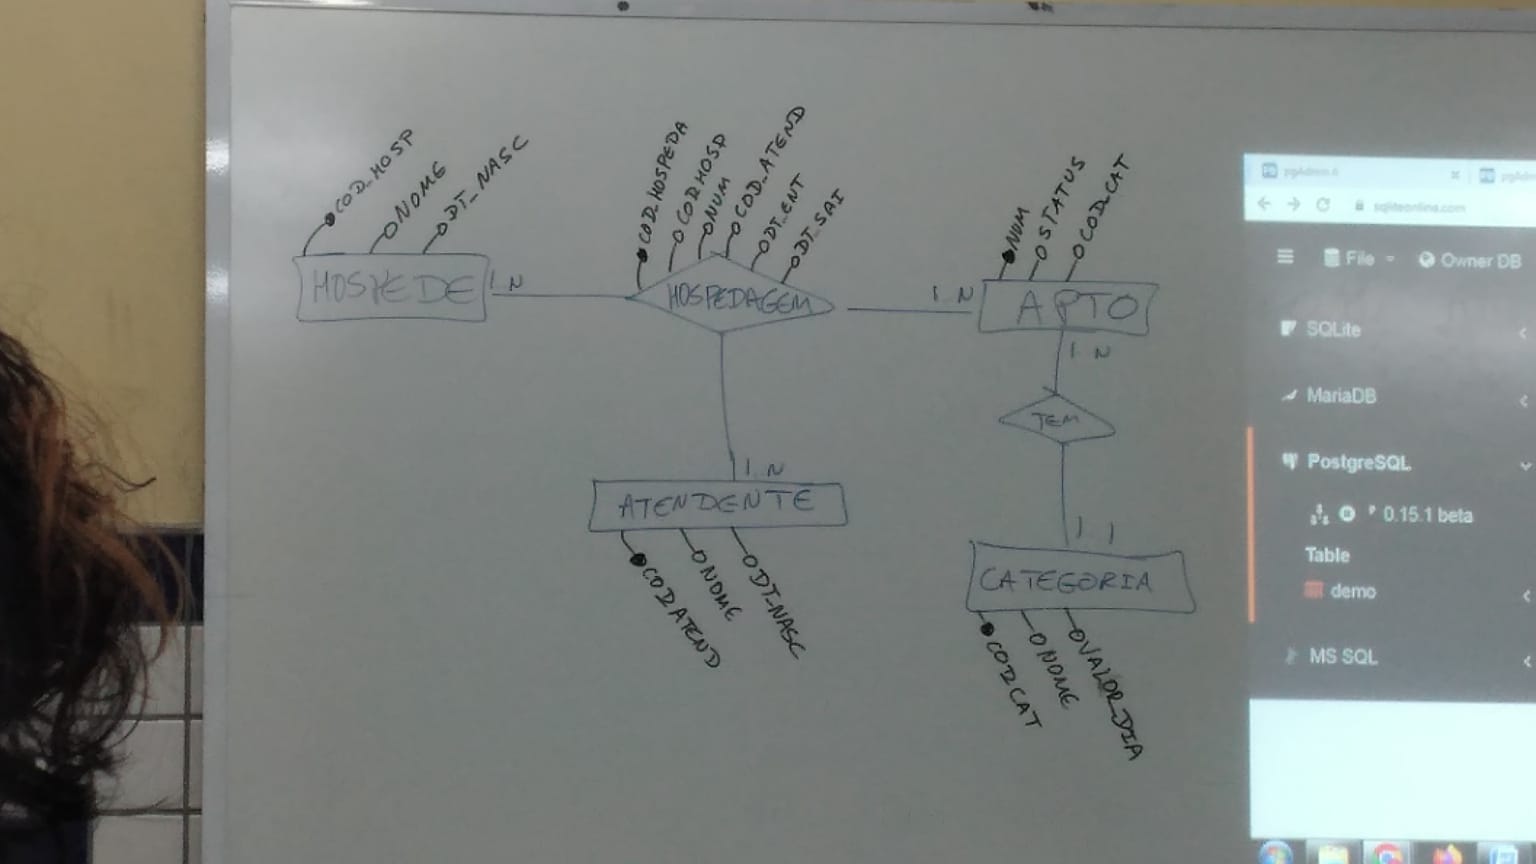 COD_HOSP
NOME
DT_NASC
HOSPEDE
1 N
COD_HOSPEDA
COD_HOSP
NUM
COD_ATEND
DT_ENT
DT_SAI
HOSPEDAGEM
1 N
NUM
STATUS
COD_CAT
APTO
1 N
TEM
1 1
CATEGORIA
COD_CAT
NOME
VALOR_DIA
1 N
ATENDENTE
COD_ATEND
NOME
DT_NASC
pgAdmin 4
sqliteonline.com
File
Owner DB
SQLite
MariaDB
PostgreSQL
0.15.1 beta
Table
demo
MS SQL